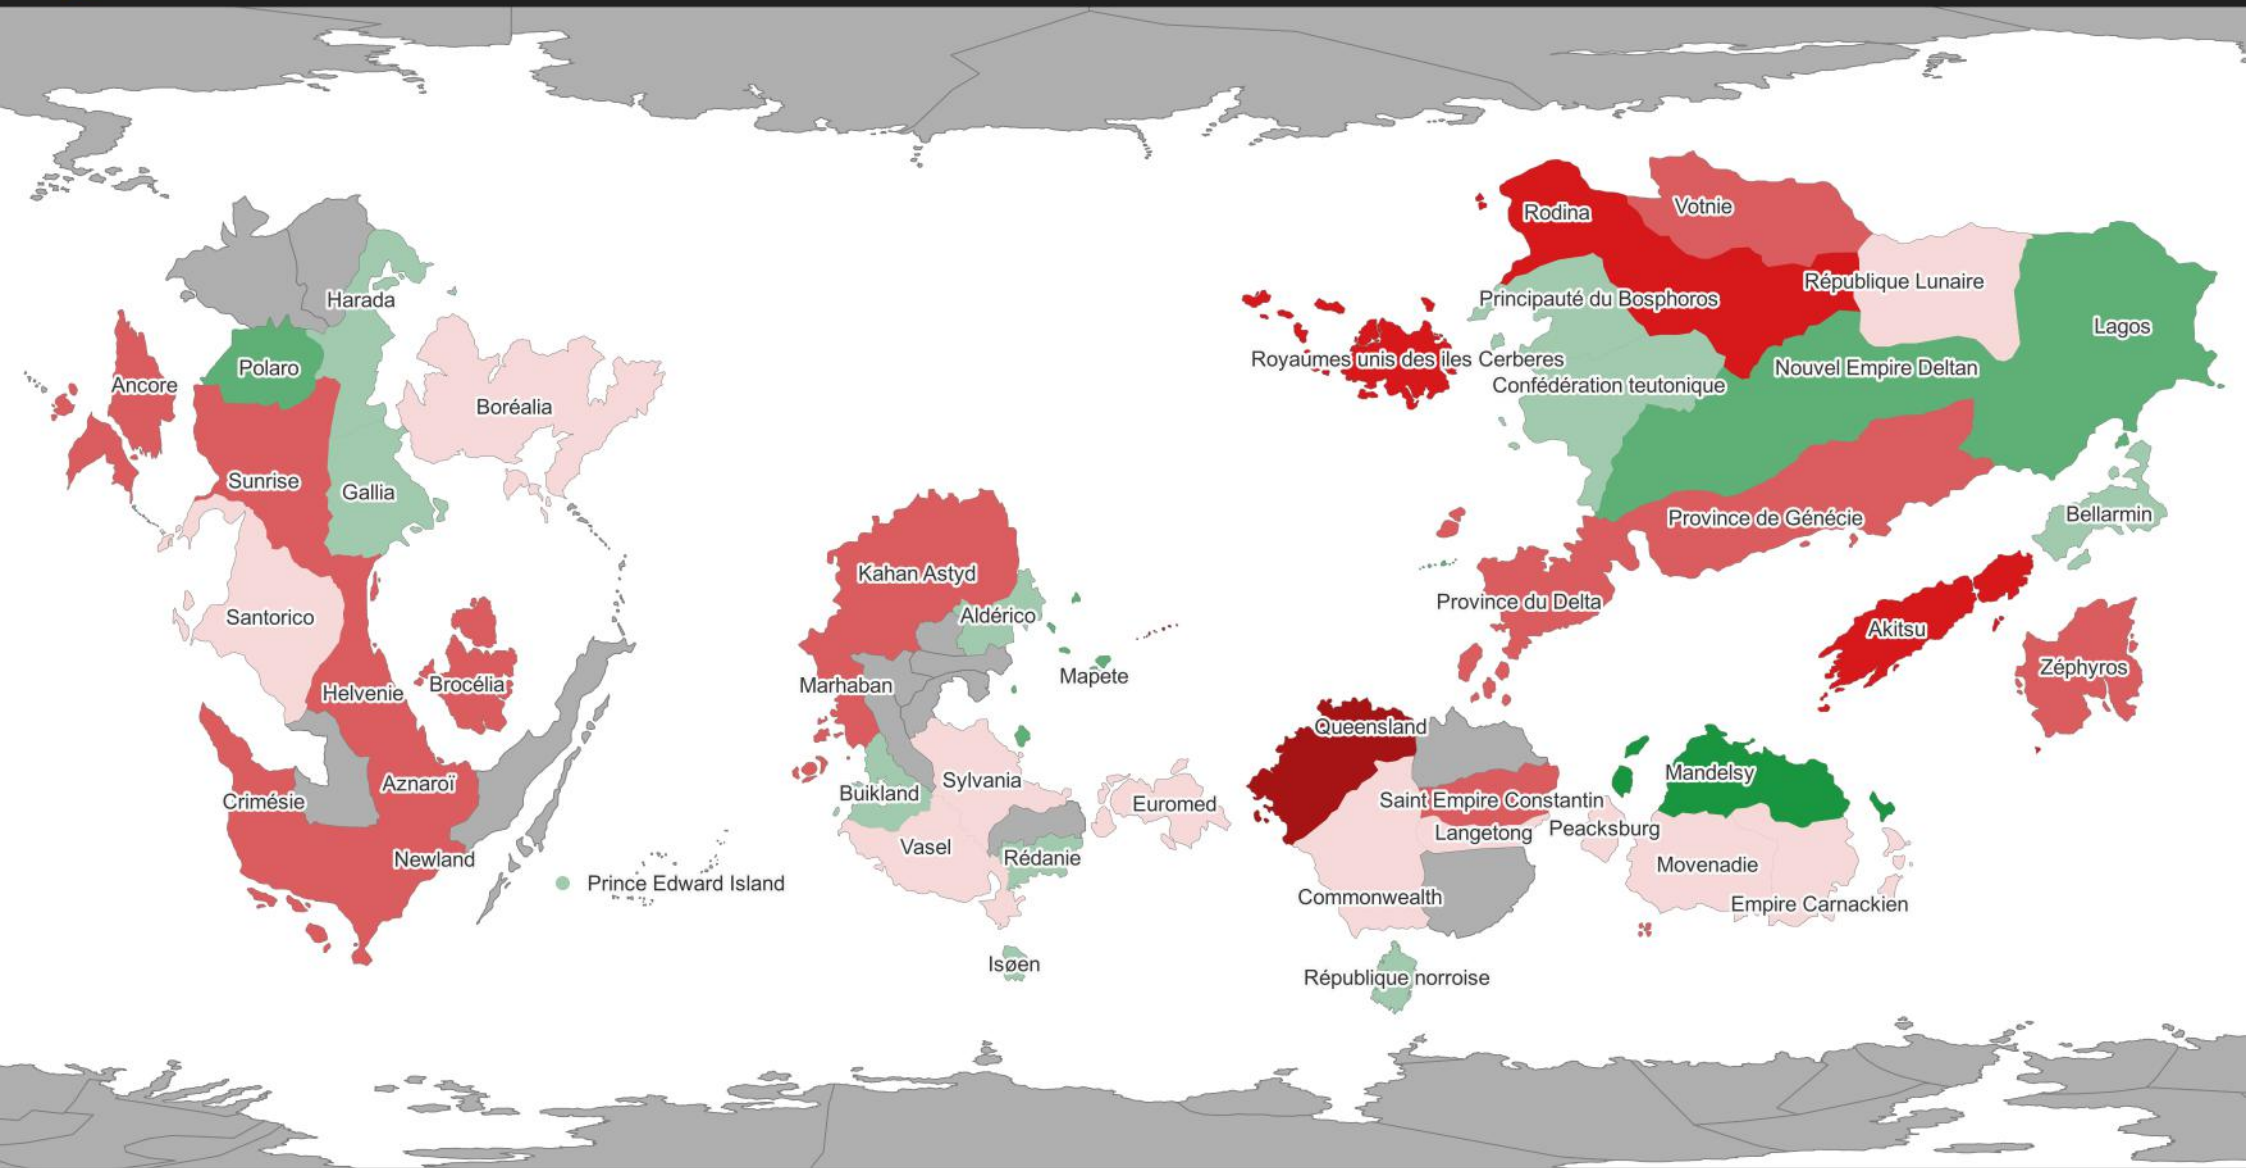 Rodina
Votnie
République Lunaire
Lagos
Harada
Principauté du Bosphoros
Polaro
Ancore
Royaumes unis des iles Cerberes
Nouvel Empire Deltan
Confédération teutonique
Boréalia
Sunrise
Gallia
Province de Génécie
Bellarmin
Kahan Astyd
Province du Delta
Santorico
Aldérico
Akitsu
Mapete
Zéphyros
Helvenie
Brocélia
Marhaban
Queensland
Mandelsy
Aznaroï
Sylvania
Crimésie
Buikland
Euromed
Saint Empire Constantin
Langetong
Peacksburg
Newland
Vasel
Rédanie
Movenadie
Prince Edward Island
Commonwealth
Empire Carnackien
Isøen
République norroise